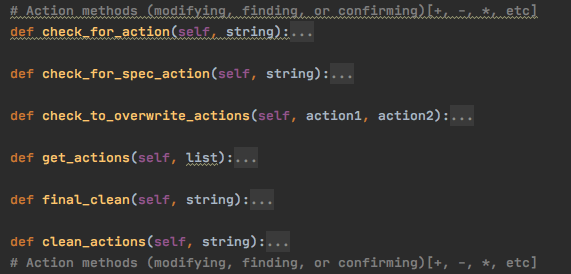 # Action methods (modifying, finding, or confirming)[+, -, *, etc]
def check_for_action(self, string):...
def check_for_spec_action(self, string):...
def check_to_overwrite_actions(self, action1, action2):...
def get_actions(self, list):...
def final_clean(self, string):...
def clean_actions(self, string):...
# Action methods (modifying, finding, or confirming)[+, -, *, etc]